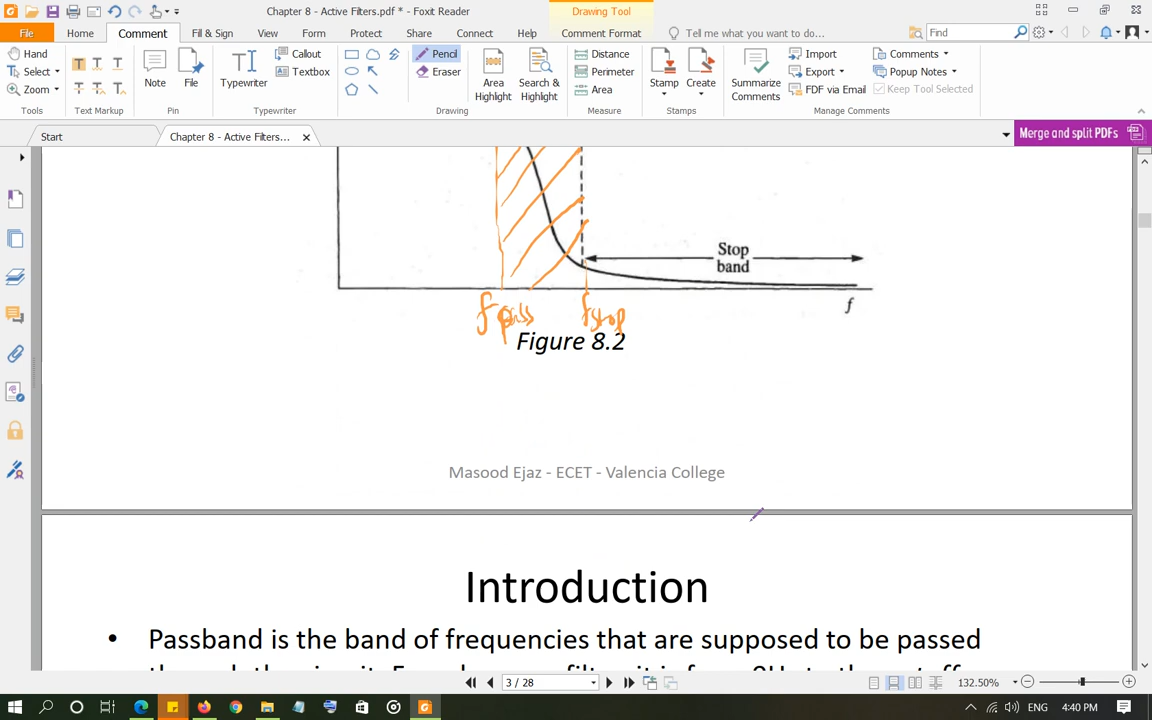 Chapter 8 - Active Filters.pdf * - Foxit Reader
Drawing Tool
File
Home
Comment
Fill & Sign
View
Form
Protect
Share
Connect
Help
Comment Format
Tell me what you want to do...
Find
Hand
Select
Zoom
Tools
Text Markup
Note
File
Pin
Typewriter
Callout
Textbox
Typewriter
Pencil
Eraser
Drawing
Area Highlight
Search & Highlight
Distance
Perimeter
Area
Measure
Stamp
Create
Stamps
Summarize Comments
Import
Export
FDF via Email
Comments
Popup Notes
Keep Tool Selected
Manage Comments
Start
Chapter 8 - Active Filters...
Merge and split PDFs
Stop
band
f
f pass
f stop
Figure 8.2
Masood Ejaz - ECET - Valencia College
Introduction
• Passband is the band of frequencies that are supposed to be passed
3 / 28
132.50%
ENG
4:40 PM